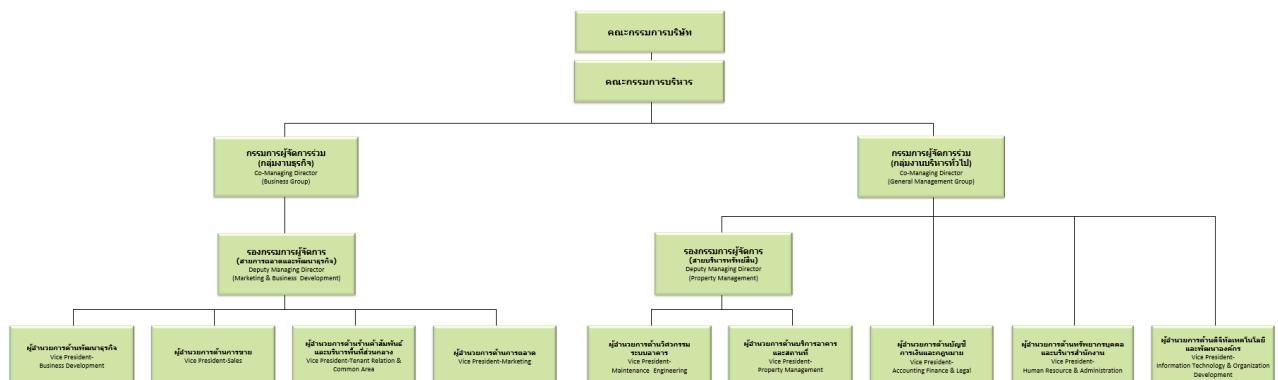 คณะกรรมการบริษัท
คณะกรรมการบริหาร
กรรมการผู้จัดการร่วม
(กลุ่มงานธุรกิจ)
Co-Managing Director
(Business Group)
กรรมการผู้จัดการร่วม
(กลุ่มงานบริหารทั่วไป)
Co-Managing Director
(General Management Group)
รองกรรมการผู้จัดการ
(สายการตลาดและพัฒนาธุรกิจ)
Deputy Managing Director
(Marketing & Business Development)
รองกรรมการผู้จัดการ
(สายบริหารทรัพย์สิน)
Deputy Managing Director
(Property Management)
ผู้อำนวยการด้านพัฒนาธุรกิจ
Vice President-
Business Development
ผู้อำนวยการด้านการขาย
Vice President-Sales
ผู้อำนวยการด้านร้านค้าสัมพันธ์
และบริหารพื้นที่ส่วนกลาง
Vice President-Tenant Relation &
Common Area
ผู้อำนวยการด้านการตลาด
Vice President-Marketing
ผู้อำนวยการด้านวิศวกรรม
ระบบอาคาร
Vice President-
Maintenance Engineering
ผู้อำนวยการด้านบริการอาคาร
และสถานที่
Vice President-
Property Management
ผู้อำนวยการด้านบัญชี
การเงินและกฎหมาย
Vice President-
Accounting Finance & Legal
ผู้อำนวยการด้านทรัพยากรบุคคล
และบริหารสำนักงาน
Vice President-
Human Resource & Administration
ผู้อำนวยการด้านดิจิทัลเทคโนโลยี
และพัฒนาองค์กร
Vice President-
Information Technology & Organization
Development